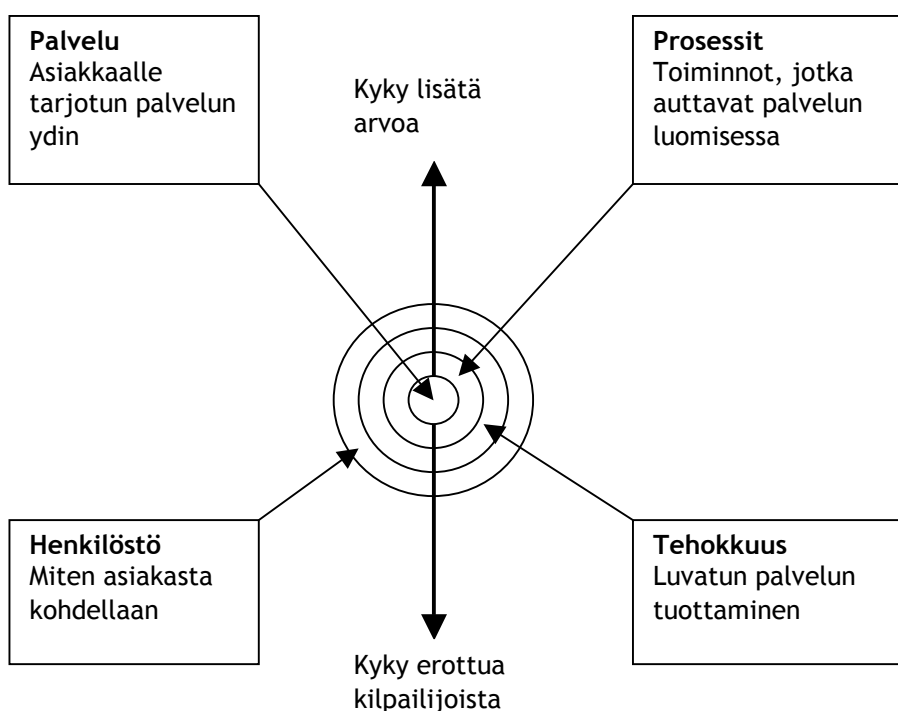 Palvelu
Asiakkaalle
tarjotun palvelun
ydin
Kyky lisätä
arvoa
Prosessit
Toiminnot, jotka
auttavat palvelun
luomisessa
Henkilöstö
Miten asiakasta
kohdellaan
Tehokkuus
Luvatun palvelun
tuottaminen
Kyky erottua
kilpailijoista